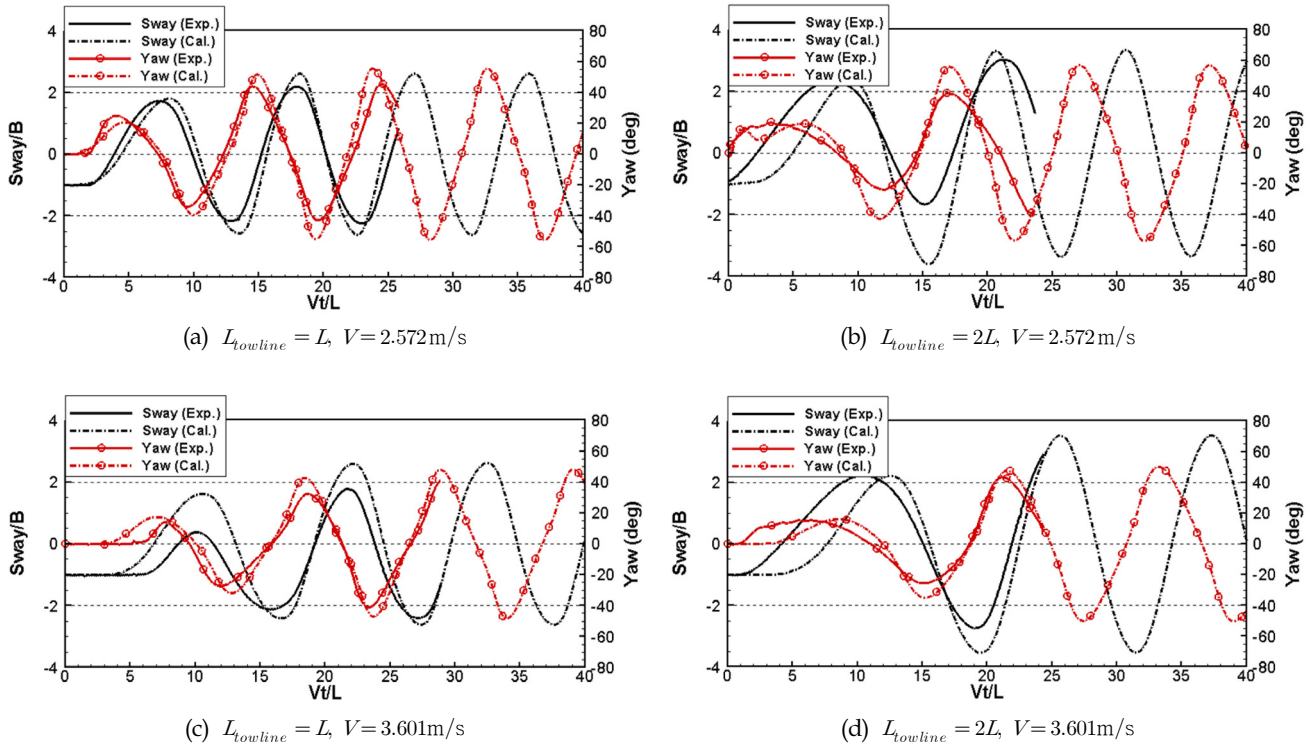 Sway (Exp.)
Sway (Cal.)
Yaw (Exp.)
Yaw (Cal.)
4
2
0
-2
-4
Sway/B
80
60
40
20
0
-20
-40
-60
-80
Yaw (deg)
0 5 10 15 20 25 30 35 40
Vt/L
(a) L_towline = L, V = 2.572 m/s
Sway (Exp.)
Sway (Cal.)
Yaw (Exp.)
Yaw (Cal.)
4
2
0
-2
-4
Sway/B
80
60
40
20
0
-20
-40
-60
-80
Yaw (deg)
0 5 10 15 20 25 30 35 40
Vt/L
(b) L_towline = 2L, V = 2.572 m/s
Sway (Exp.)
Sway (Cal.)
Yaw (Exp.)
Yaw (Cal.)
4
2
0
-2
-4
Sway/B
80
60
40
20
0
-20
-40
-60
-80
Yaw (deg)
0 5 10 15 20 25 30 35 40
Vt/L
(c) L_towline = L, V = 3.601 m/s
Sway (Exp.)
Sway (Cal.)
Yaw (Exp.)
Yaw (Cal.)
4
2
0
-2
-4
Sway/B
80
60
40
20
0
-20
-40
-60
-80
Yaw (deg)
0 5 10 15 20 25 30 35 40
Vt/L
(d) L_towline = 2L, V = 3.601 m/s